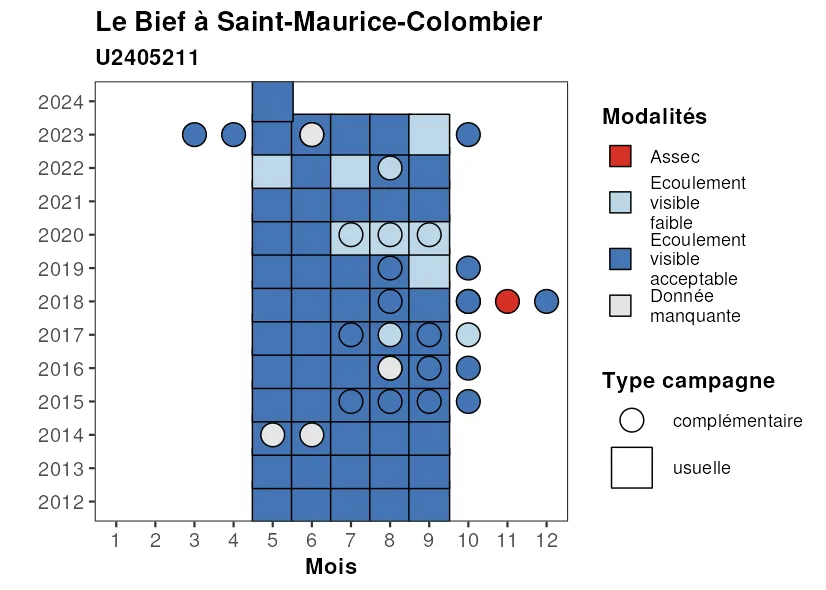 Le Bief à Saint-Maurice-Colombier
U2405211
2024
2023
2022
2021
2020
2019
2018
2017
2016
2015
2014
2013
2012
1 2 3 4 5 6 7 8 9 10 11 12
Mois
Modalités
Assec
Ecoulement
visible
faible
Ecoulement
visible
acceptable
Donnée
manquante
Type campagne
complémentaire
usuelle